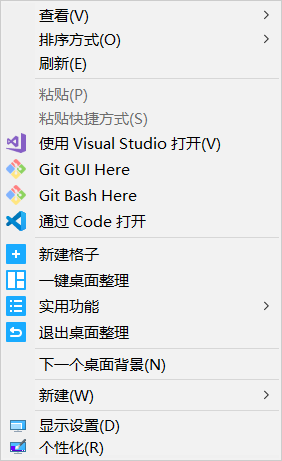 查看(V)
排序方式(O)
刷新(E)
粘贴(P)
粘贴快捷方式(S)
使用 Visual Studio 打开(V)
Git GUI Here
Git Bash Here
通过 Code 打开
新建格子
一键桌面整理
实用功能
退出桌面整理
下一个桌面背景(N)
新建(W)
显示设置(D)
个性化(R)